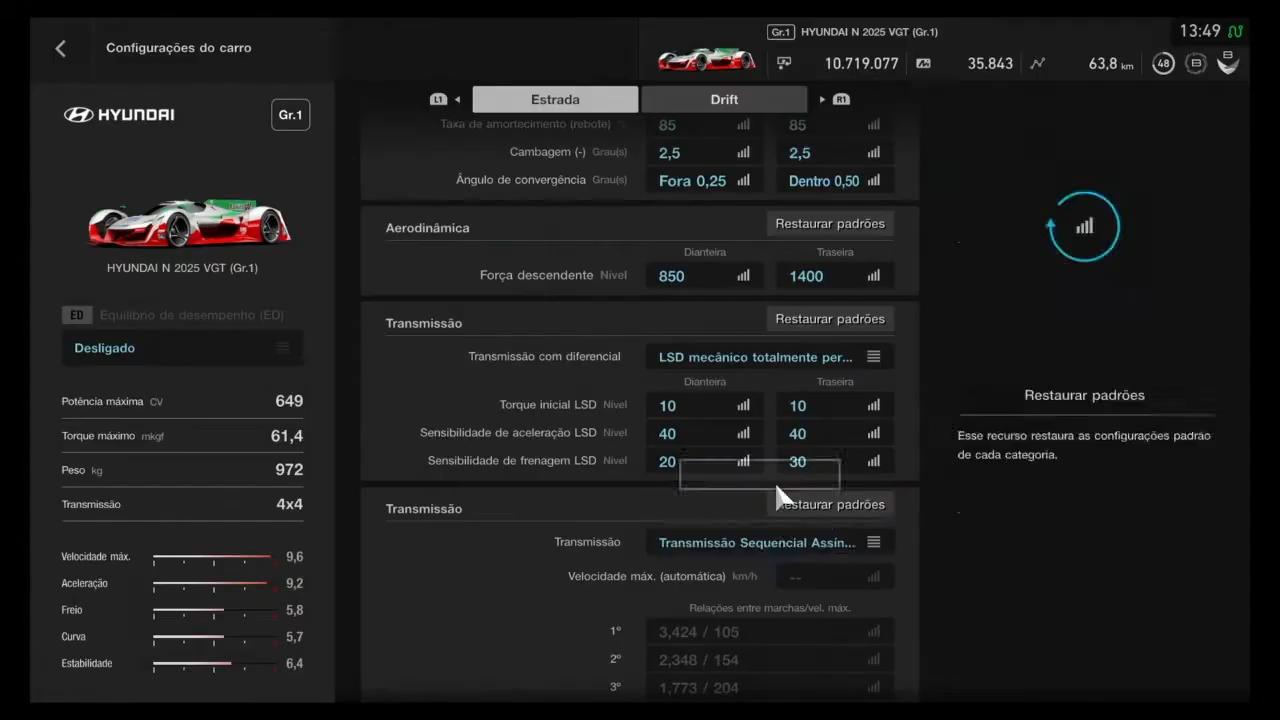 Configurações do carro
Gr.1 HYUNDAI N 2025 VGT (Gr.1)
13:49
10.719.077
35.843
63,8 km
48
B
B
HYUNDAI
Gr.1
HYUNDAI N 2025 VGT (Gr.1)
ED Equilíbrio de desempenho (ED)
Desligado
Potência máxima CV 649
Torque máximo mkgf 61,4
Peso kg 972
Transmissão 4x4
Velocidade máx. 9,6
Aceleração 9,2
Freio 5,8
Curva 5,7
Estabilidade 6,4
L1 Estrada Drift R1
Taxa de amortecimento (rebote) 85 85
Cambagem (-) Grau(s) 2,5 2,5
Ângulo de convergência Grau(s) Fora 0,25 Dentro 0,50
Aerodinâmica Restaurar padrões
Dianteira Traseira
Força descendente Nível 850 1400
Transmissão Restaurar padrões
Transmissão com diferencial LSD mecânico totalmente per...
Dianteira Traseira
Torque inicial LSD Nível 10 10
Sensibilidade de aceleração LSD Nível 40 40
Sensibilidade de frenagem LSD Nível 20 30
Transmissão Restaurar padrões
Transmissão Transmissão Sequencial Assín...
Velocidade máx. (automática) km/h --
Relações entre marchas/vel. máx.
1º 3,424 / 105
2º 2,348 / 154
3º 1,773 / 204
Restaurar padrões
Esse recurso restaura as configurações padrão
de cada categoria.